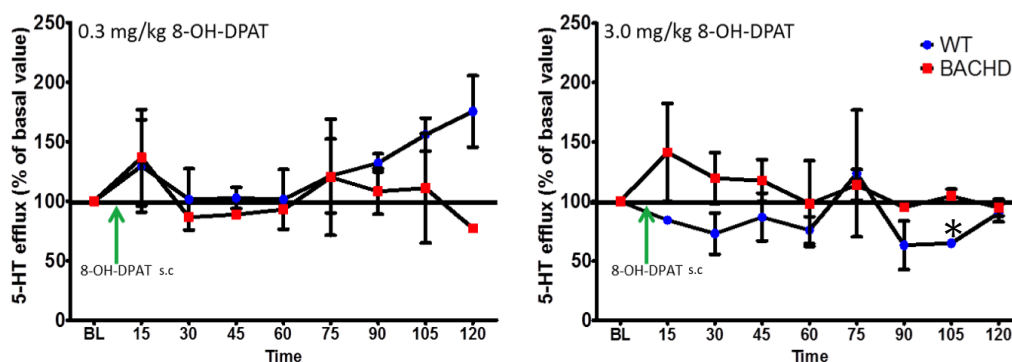 0.3 mg/kg 8-OH-DPAT
5-HT efflux (% of basal value)
250
200
150
100
50
0
8-OH-DPAT s.c
BL 15 30 45 60 75 90 105 120
Time
3.0 mg/kg 8-OH-DPAT
WT
BACHD
5-HT efflux (% of basal value)
250
200
150
100
50
0
*
8-OH-DPAT s.c
BL 15 30 45 60 75 90 105 120
Time